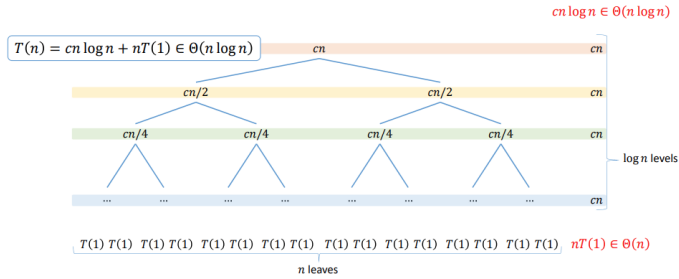 cn log n ∈ Θ(n log n)
T(n) = cn log n + nT(1) ∈ Θ(n log n)
cn cn
cn/2 cn/2 cn
cn/4 cn/4 cn/4 cn/4 cn
log n levels
... ... ... ... ... ... ... ... cn
T(1) T(1) T(1) T(1) T(1) T(1) T(1) T(1) T(1) T(1) T(1) T(1) T(1) T(1) T(1) T(1) nT(1) ∈ Θ(n)
n leaves